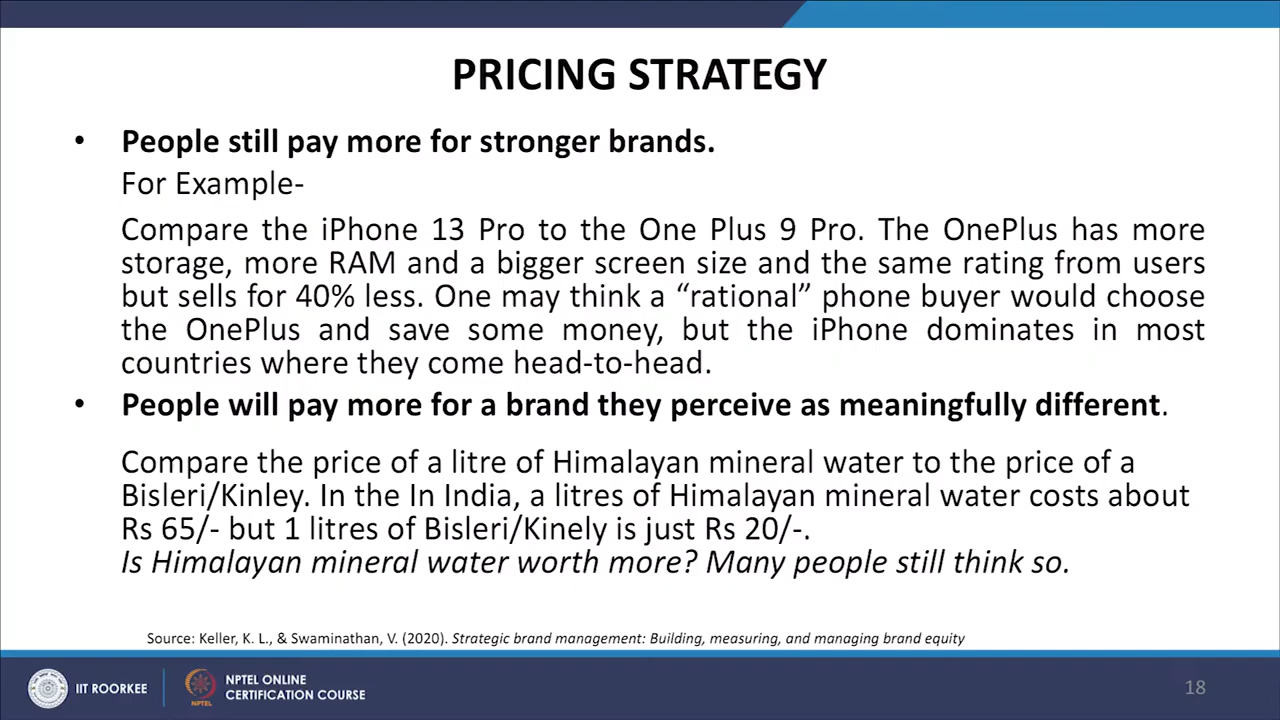 PRICING STRATEGY
• People still pay more for stronger brands.
For Example-
Compare the iPhone 13 Pro to the One Plus 9 Pro. The OnePlus has more
storage, more RAM and a bigger screen size and the same rating from users
but sells for 40% less. One may think a “rational” phone buyer would choose
the OnePlus and save some money, but the iPhone dominates in most
countries where they come head-to-head.
• People will pay more for a brand they perceive as meaningfully different.
Compare the price of a litre of Himalayan mineral water to the price of a
Bisleri/Kinley. In the In India, a litres of Himalayan mineral water costs about
Rs 65/- but 1 litres of Bisleri/Kinely is just Rs 20/-.
Is Himalayan mineral water worth more? Many people still think so.
Source: Keller, K. L., & Swaminathan, V. (2020). Strategic brand management: Building, measuring, and managing brand equity
IIT ROORKEE
NPTEL
NPTEL ONLINE
CERTIFICATION COURSE
18